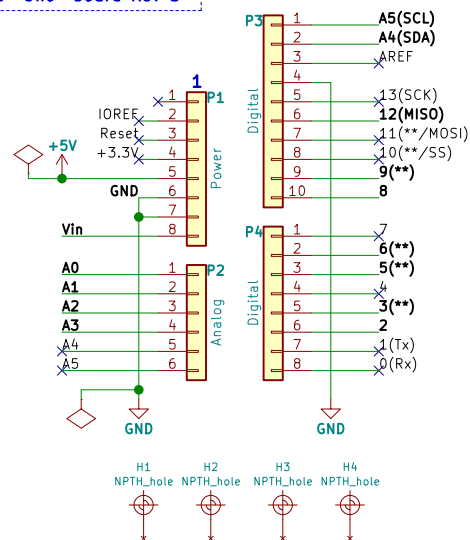 1
P1
1
IOREF 2
Reset 3
+3.3V 4
+5V
5
GND 6
7
Vin 8
Power
P2
A0 1
A1 2
A2 3
A3 4
A4 5
A5 6
Analog
GND
P3
1 A5(SCL)
2 A4(SDA)
3 AREF
4
5 13(SCK)
6 12(MISO)
7 11(**/MOSI)
8 10(**/SS)
9 9(**)
10 8
Digital
P4
1 7
2 6(**)
3 5(**)
4 4
5 3(**)
6 2
7 1(Tx)
8 0(Rx)
Digital
GND
H1 H2 H3 H4
NPTH_hole NPTH_hole NPTH_hole NPTH_hole